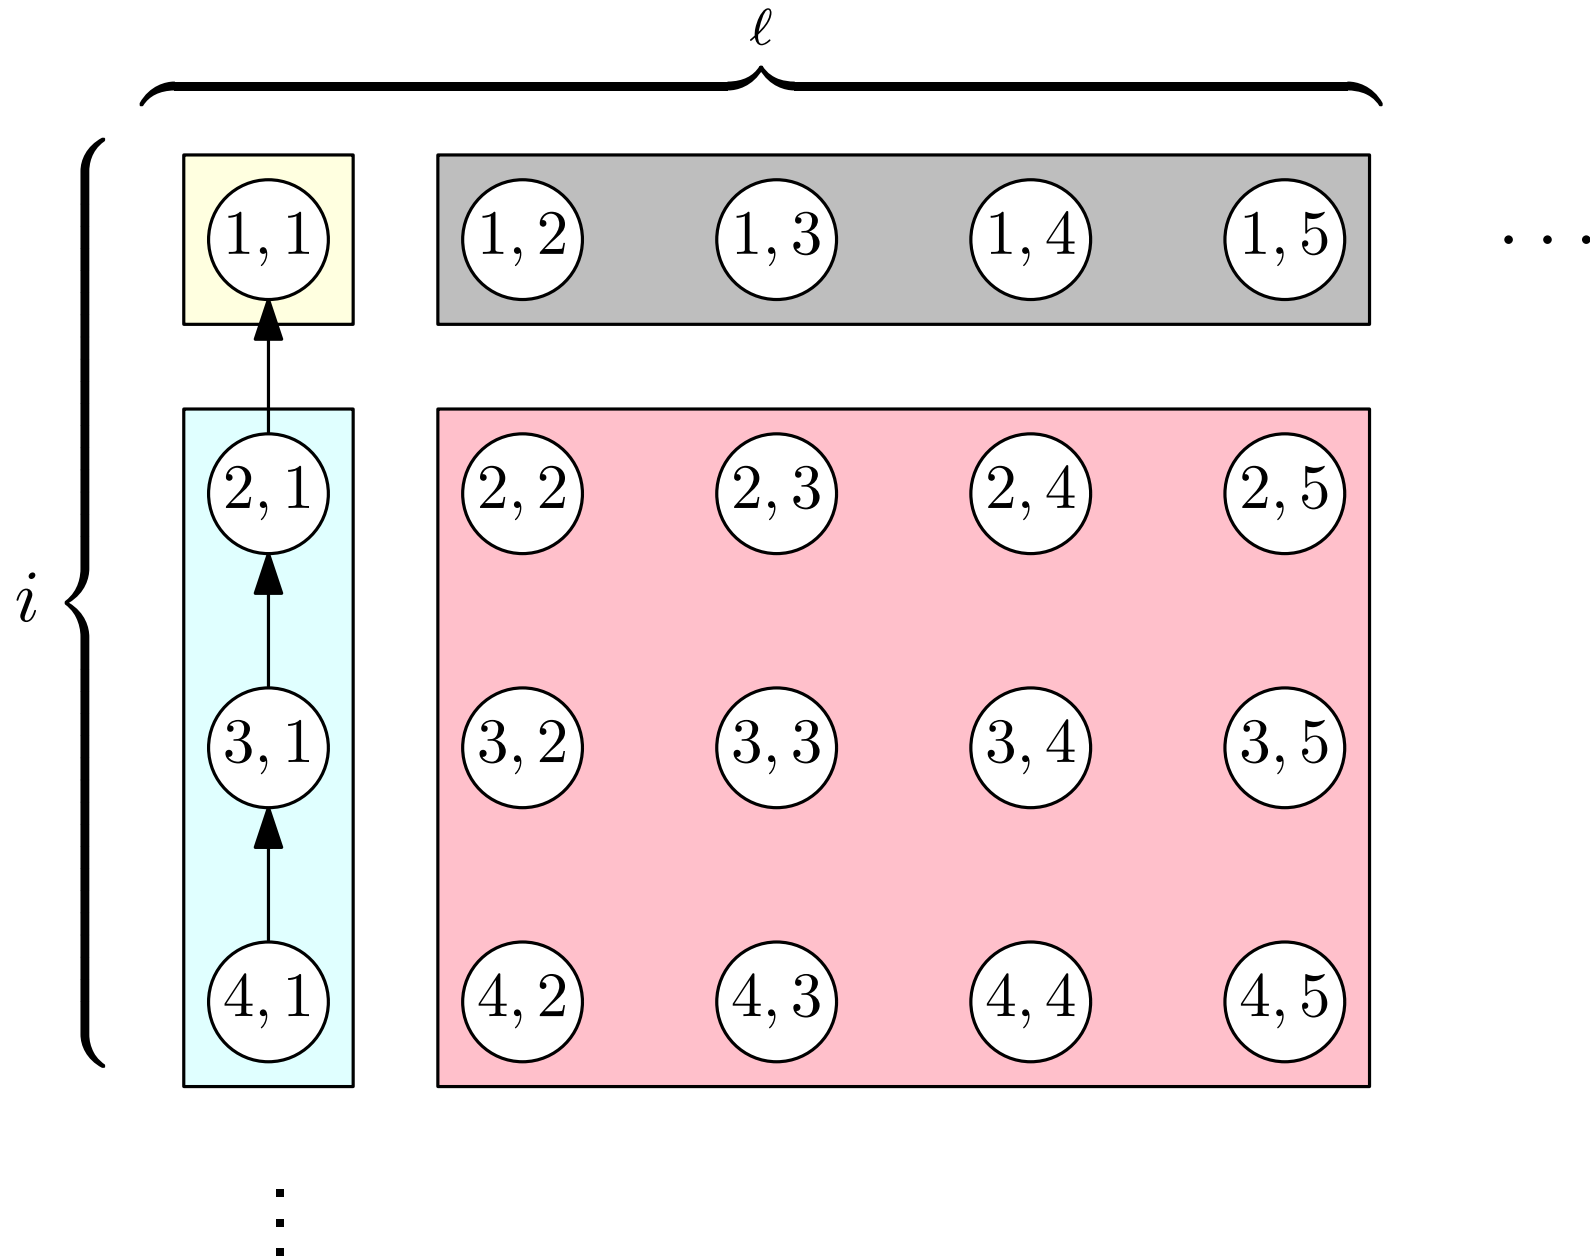 ℓ
1, 1 1, 2 1, 3 1, 4 1, 5 ...
2, 1 2, 2 2, 3 2, 4 2, 5
i
3, 1 3, 2 3, 3 3, 4 3, 5
4, 1 4, 2 4, 3 4, 4 4, 5
⋮